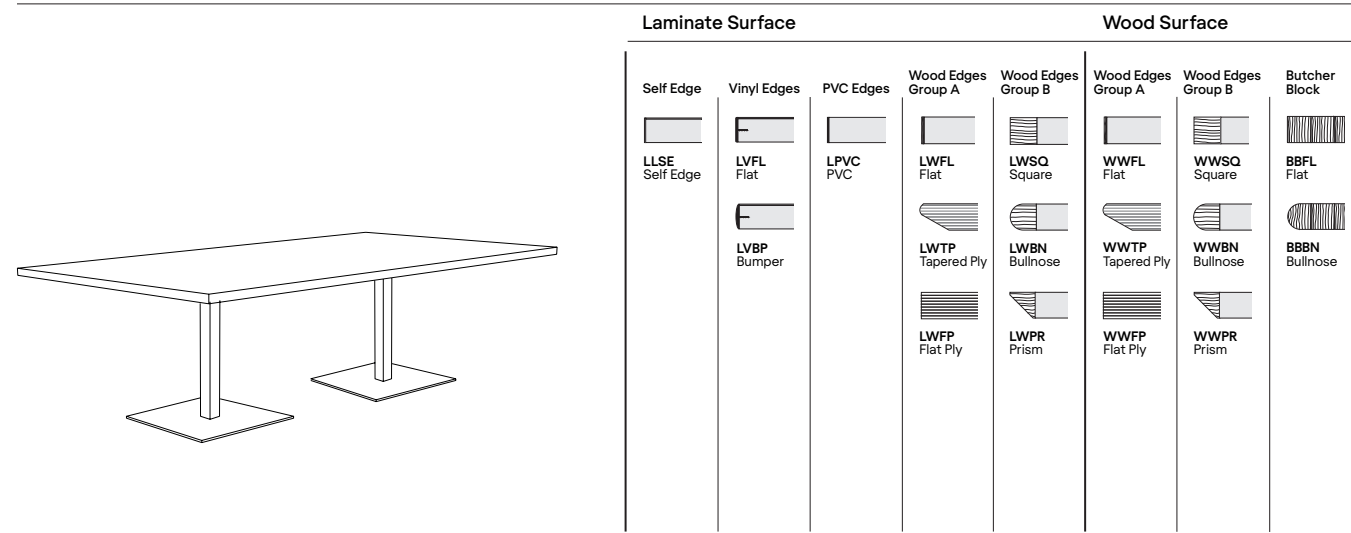 Laminate Surface
Wood Surface
Self Edge
Vinyl Edges
PVC Edges
Wood Edges
Group A
Wood Edges
Group B
Wood Edges
Group A
Wood Edges
Group B
Butcher
Block
LLSE
Self Edge
LVFL
Flat
LPVC
PVC
LWFL
Flat
LWSQ
Square
WWFL
Flat
WWSQ
Square
BBFL
Flat
LVBP
Bumper
LWTP
Tapered Ply
LWBN
Bullnose
WWTP
Tapered Ply
WWBN
Bullnose
BBBN
Bullnose
LWFP
Flat Ply
LWPR
Prism
WWFP
Flat Ply
WWPR
Prism